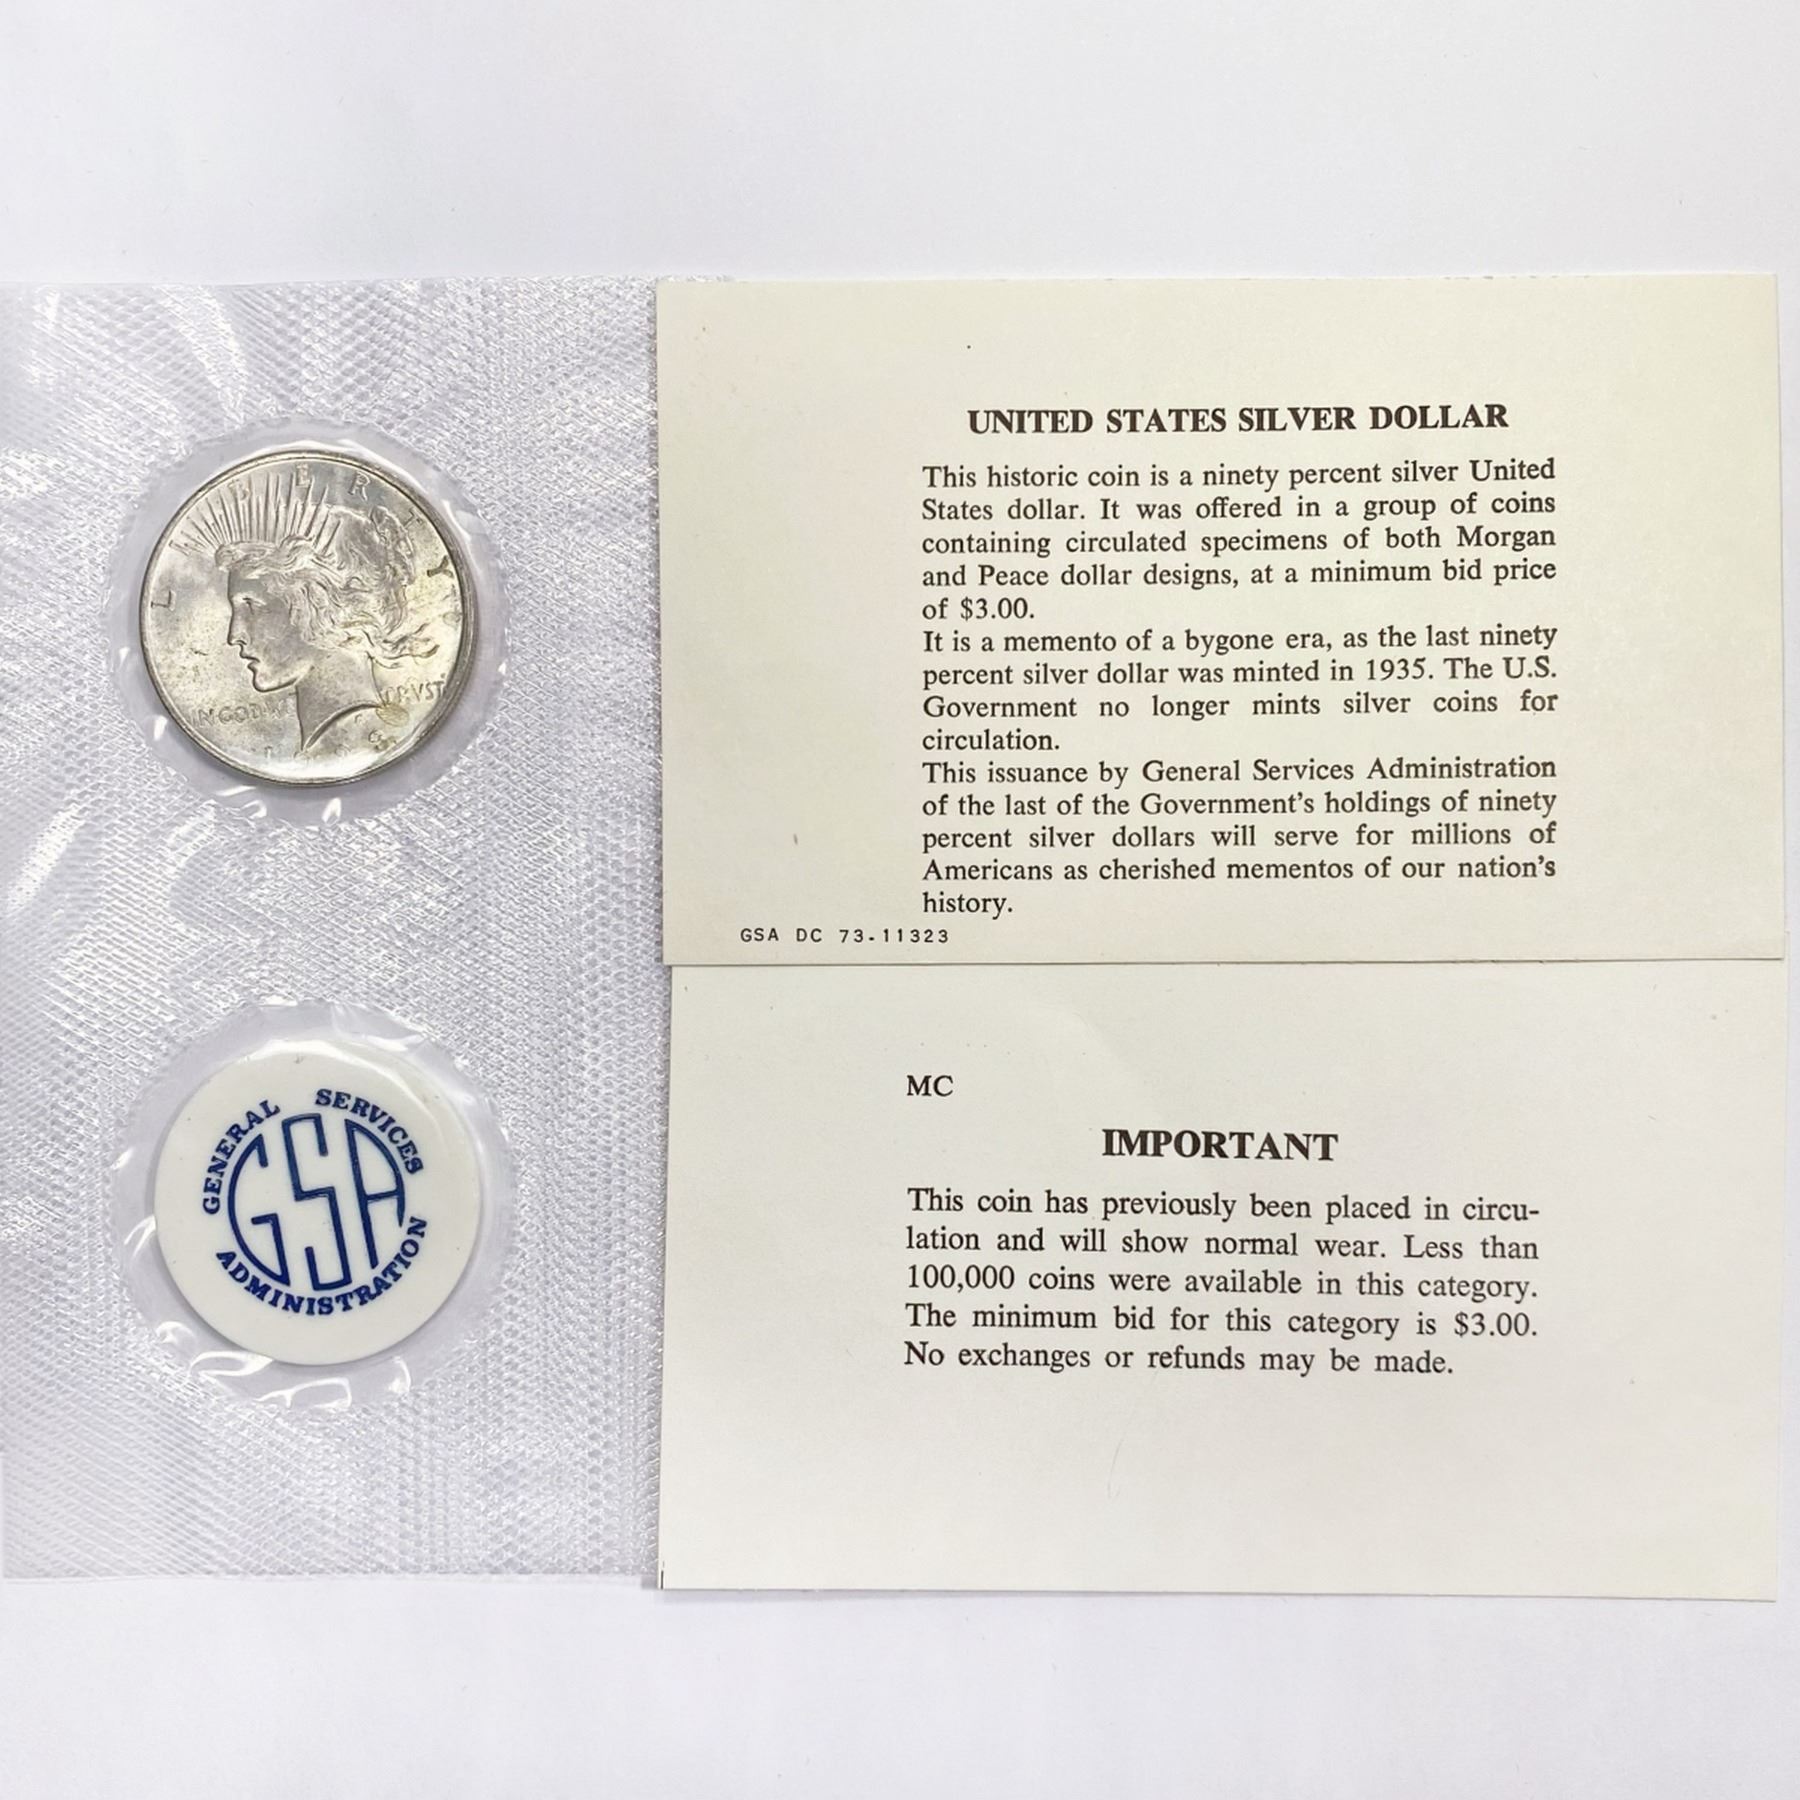 LIBERTY
IN GOD
TRVST
GENERAL SERVICES
GSA
ADMINISTRATION
UNITED STATES SILVER DOLLAR
This historic coin is a ninety percent silver United
States dollar. It was offered in a group of coins
containing circulated specimens of both Morgan
and Peace dollar designs, at a minimum bid price
of $3.00.
It is a memento of a bygone era, as the last ninety
percent silver dollar was minted in 1935. The U.S.
Government no longer mints silver coins for
circulation.
This issuance by General Services Administration
of the last of the Government's holdings of ninety
percent silver dollars will serve for millions of
Americans as cherished mementos of our nation's
history.
GSA DC 73-11323
MC
IMPORTANT
This coin has previously been placed in circu-
lation and will show normal wear. Less than
100,000 coins were available in this category.
The minimum bid for this category is $3.00.
No exchanges or refunds may be made.